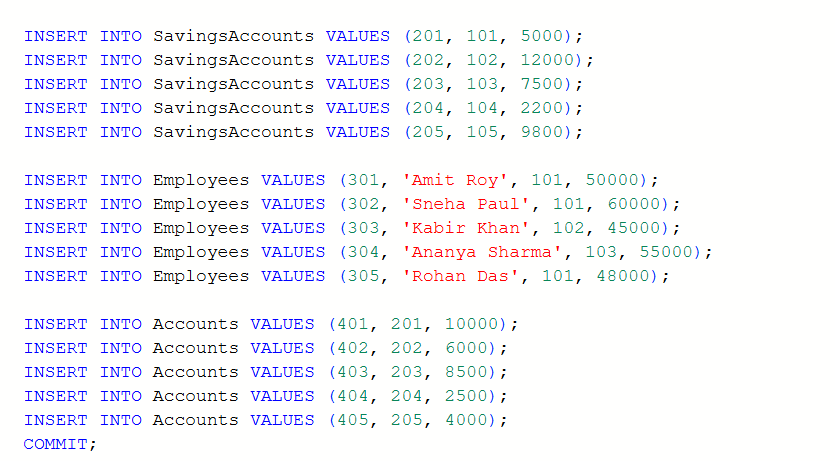 INSERT INTO SavingsAccounts VALUES (201, 101, 5000);
INSERT INTO SavingsAccounts VALUES (202, 102, 12000);
INSERT INTO SavingsAccounts VALUES (203, 103, 7500);
INSERT INTO SavingsAccounts VALUES (204, 104, 2200);
INSERT INTO SavingsAccounts VALUES (205, 105, 9800);

INSERT INTO Employees VALUES (301, 'Amit Roy', 101, 50000);
INSERT INTO Employees VALUES (302, 'Sneha Paul', 101, 60000);
INSERT INTO Employees VALUES (303, 'Kabir Khan', 102, 45000);
INSERT INTO Employees VALUES (304, 'Ananya Sharma', 103, 55000);
INSERT INTO Employees VALUES (305, 'Rohan Das', 101, 48000);

INSERT INTO Accounts VALUES (401, 201, 10000);
INSERT INTO Accounts VALUES (402, 202, 6000);
INSERT INTO Accounts VALUES (403, 203, 8500);
INSERT INTO Accounts VALUES (404, 204, 2500);
INSERT INTO Accounts VALUES (405, 205, 4000);
COMMIT;